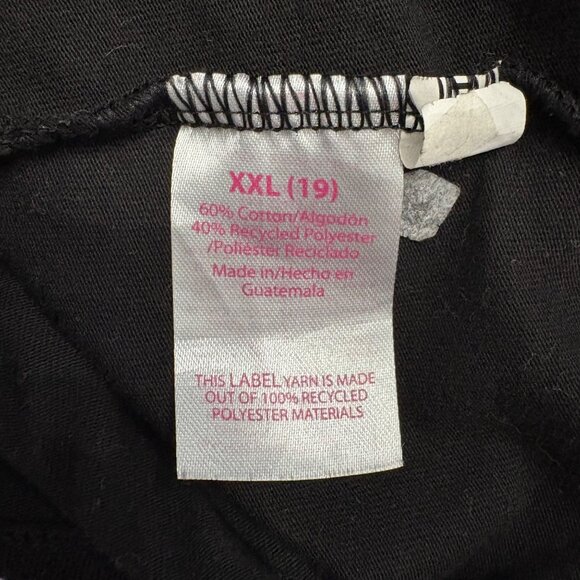 XXL (19)
60% Cotton/Algodón
40% Recycled Polyester
/Poliéster Reciclado
Made in/Hecho en
Guatemala
THIS LABEL YARN IS MADE
OUT OF 100% RECYCLED
POLYESTER MATERIALS